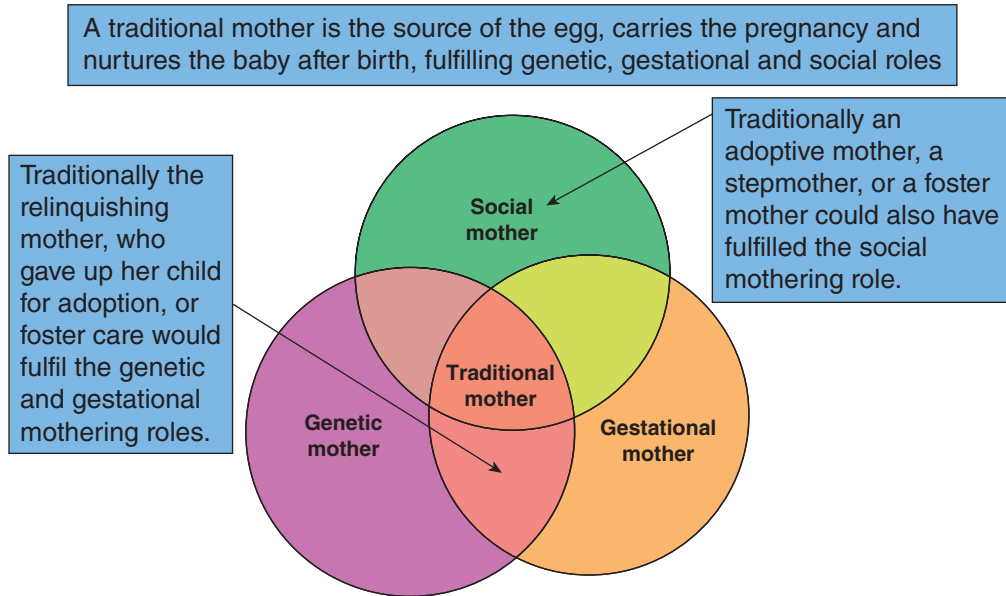 A traditional mother is the source of the egg, carries the pregnancy and
nurtures the baby after birth, fulfilling genetic, gestational and social roles
Traditionally an
adoptive mother, a
stepmother, or a foster
mother could also have
fulfilled the social
mothering role.
Traditionally the
relinquishing
mother, who
gave up her child
for adoption, or
foster care would
fulfil the genetic
and gestational
mothering roles.
Social
mother
Traditional
mother
Genetic
mother
Gestational
mother